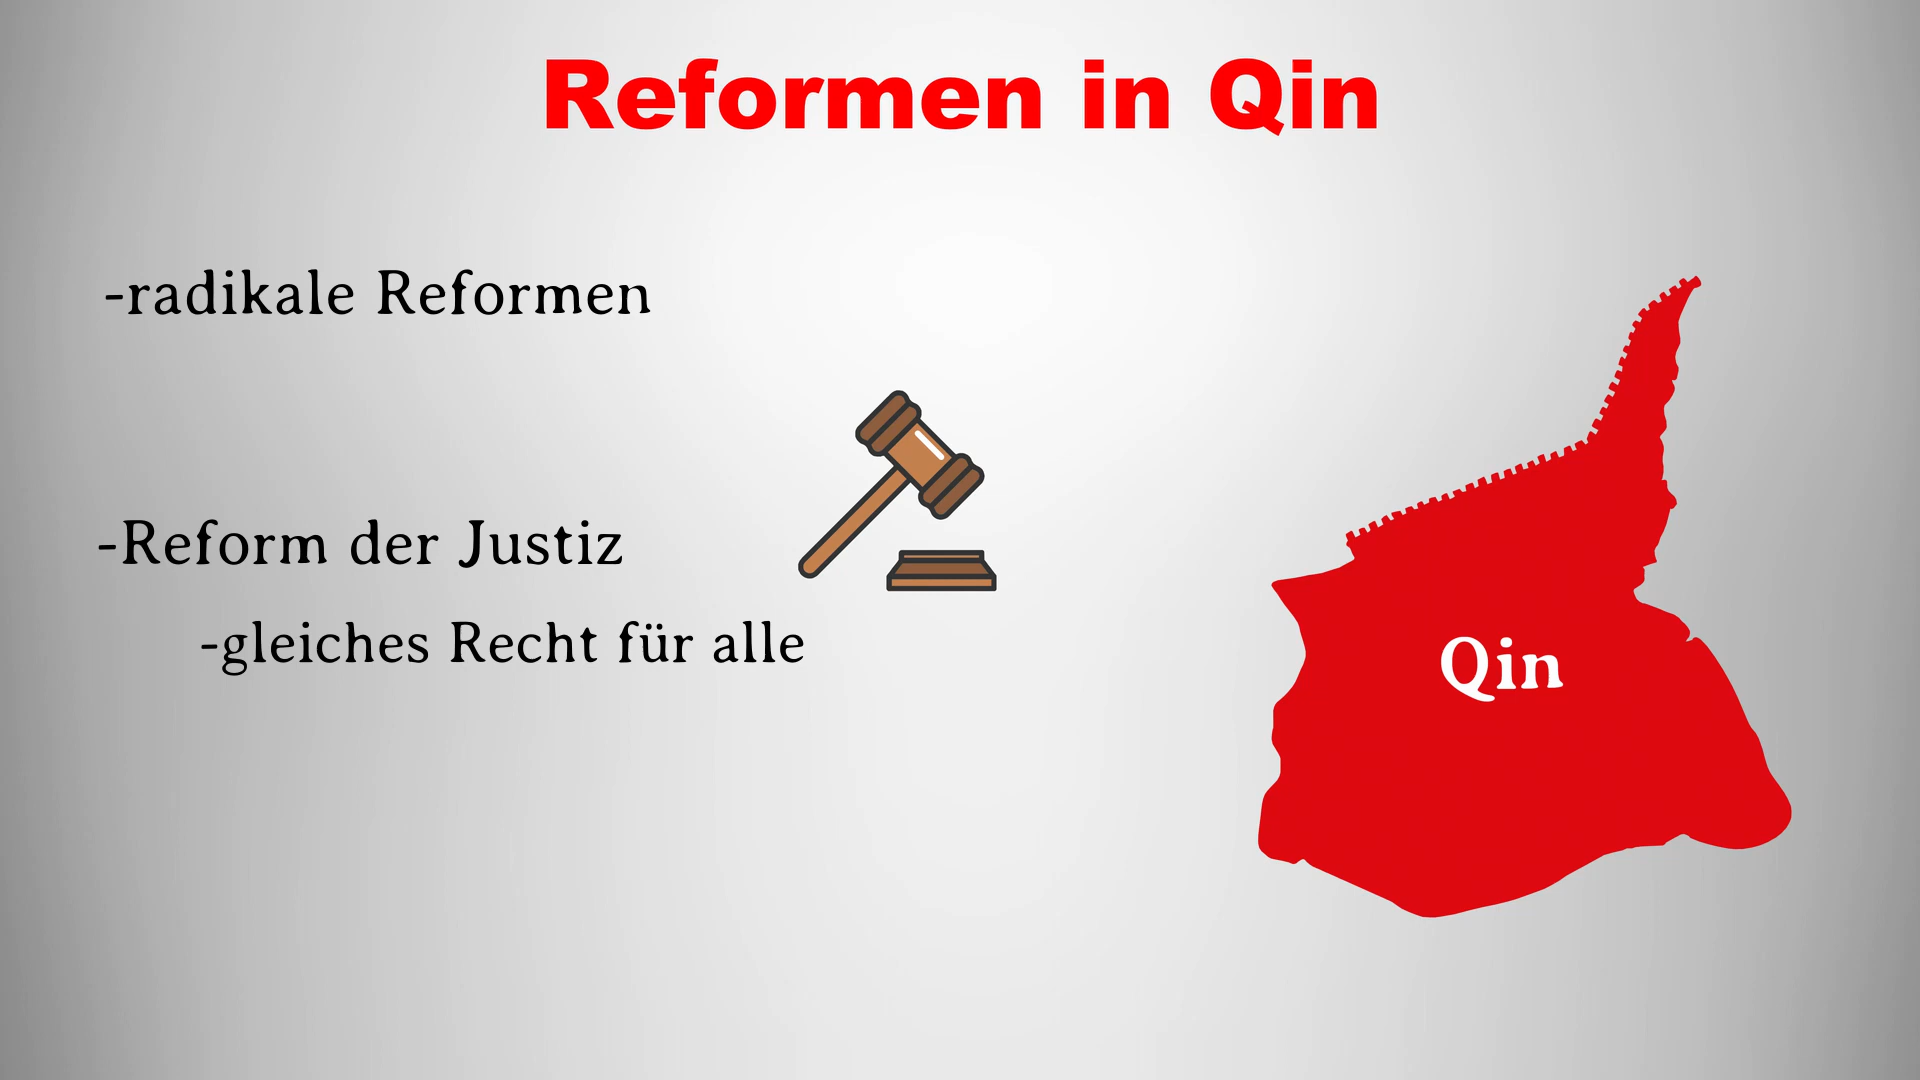 Reformen in Qin
-radikale Reformen
-Reform der Justiz
-gleiches Recht für alle
Qin